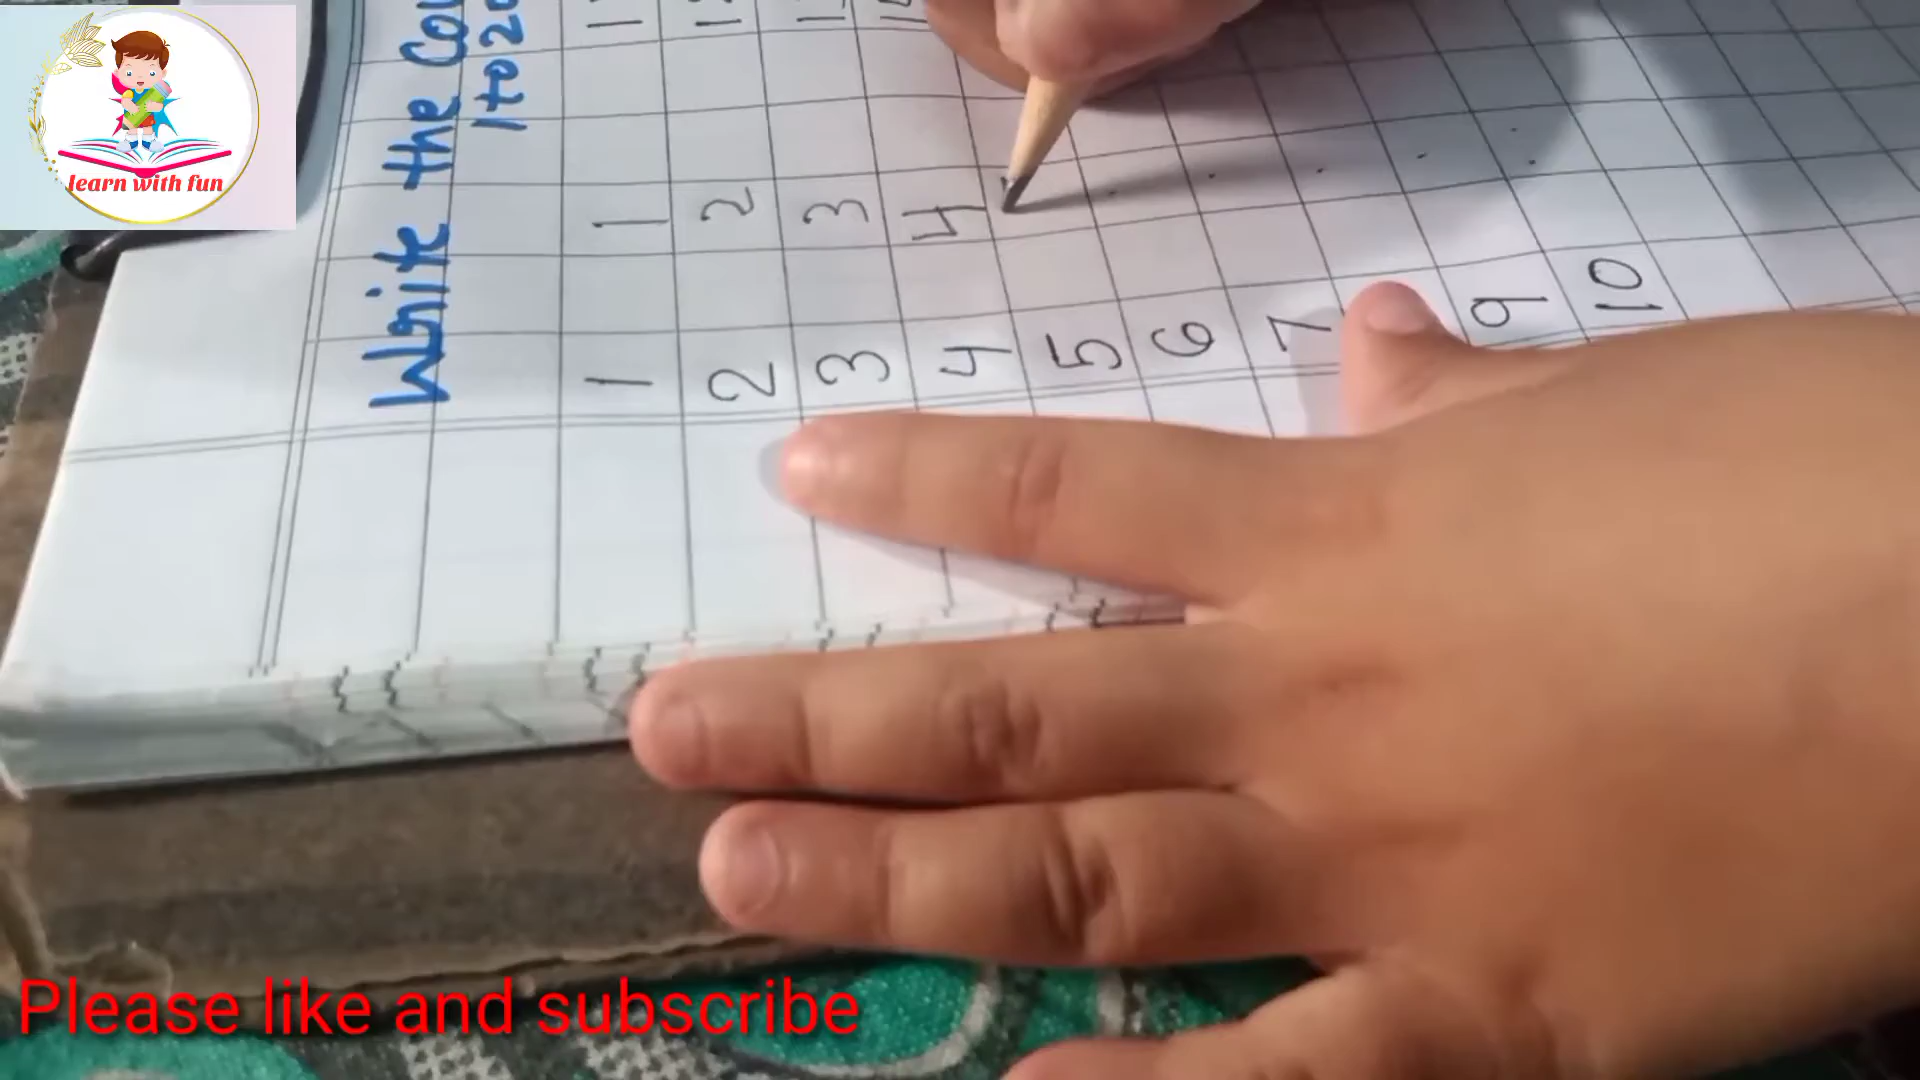 learn with fun
Write the
1 to 20
1 1
2 2
3 3
4 4
5
6
7
9
10
Please like and subscribe